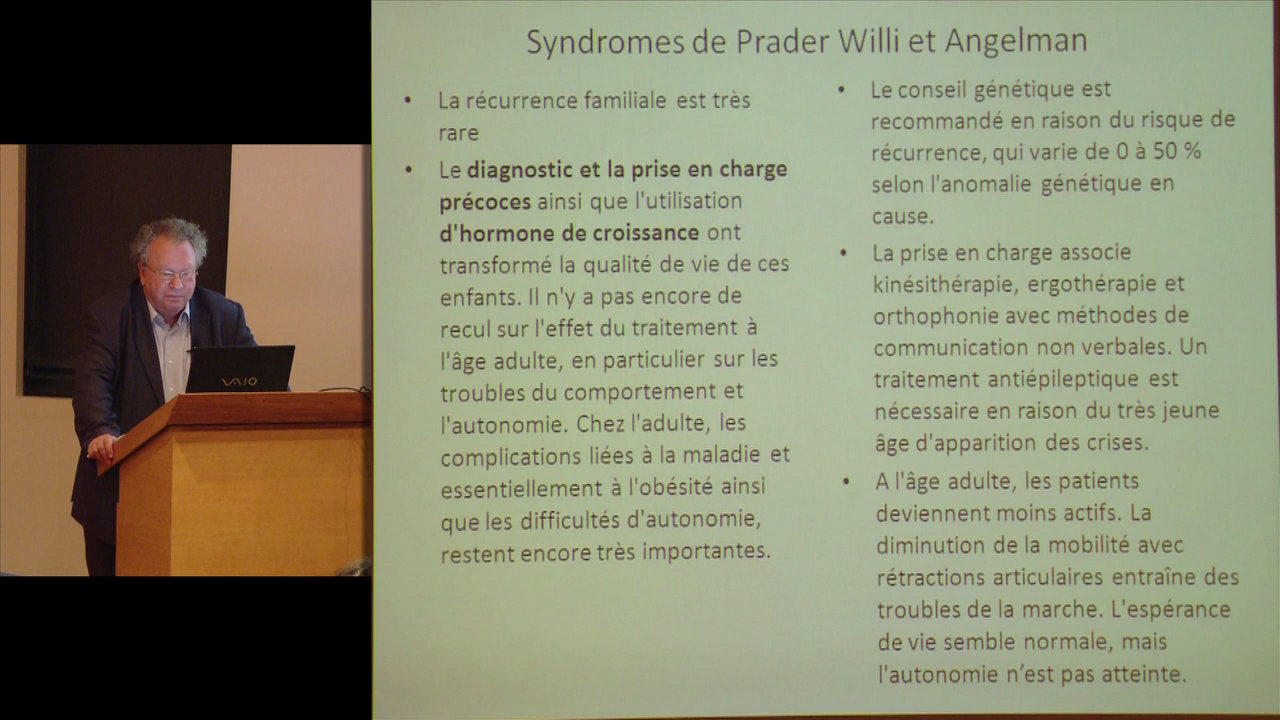 Syndromes de Prader Willi et Angelman
• La récurrence familiale est très
rare
• Le diagnostic et la prise en charge
précoces ainsi que l'utilisation
d'hormone de croissance ont
transformé la qualité de vie de ces
enfants. Il n'y a pas encore de
recul sur l'effet du traitement à
l'âge adulte, en particulier sur les
troubles du comportement et
l'autonomie. Chez l'adulte, les
complications liées à la maladie et
essentiellement à l'obésité ainsi
que les difficultés d'autonomie,
restent encore très importantes.
• Le conseil génétique est
recommandé en raison du risque de
récurrence, qui varie de 0 à 50 %
selon l'anomalie génétique en
cause.
• La prise en charge associe
kinésithérapie, ergothérapie et
orthophonie avec méthodes de
communication non verbales. Un
traitement antiépileptique est
nécessaire en raison du très jeune
âge d'apparition des crises.
• A l'âge adulte, les patients
deviennent moins actifs. La
diminution de la mobilité avec
rétractions articulaires entraîne des
troubles de la marche. L'espérance
de vie semble normale, mais
l'autonomie n’est pas atteinte.
VAIO